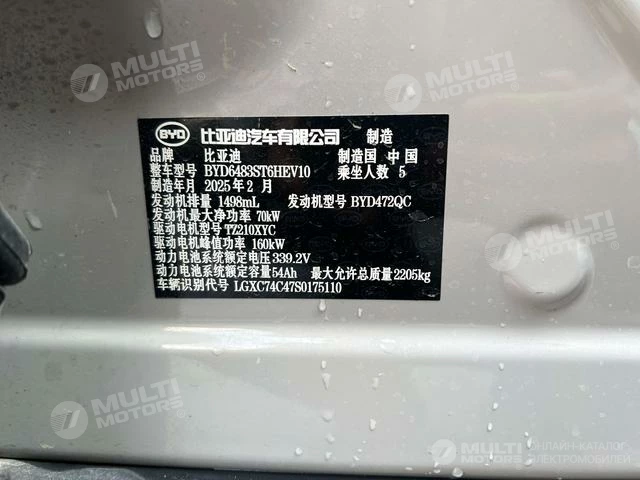 BYD 比亚迪汽车有限公司 制造
品牌 比亚迪 制造国 中国
整车型号 BYD6483ST6HEV10 乘坐人数 5
制造年月 2025年2月
发动机排量 1498mL 发动机型号 BYD472QC
发动机最大净功率 70kW
驱动电机型号 TZ210XYC
驱动电机峰值功率 160kW
动力电池系统额定电压 339.2V
动力电池系统额定容量 54Ah 最大允许总质量 2205kg
车辆识别代号 LGXC74C47S0175110
MULTI MOTORS
MULTI MOTORS
MULTI MOTORS
MULTI MOTORS
MULTI MOTORS
MULTI MOTORS
ОНЛАЙН-КАТАЛОГ
ЭЛЕКТРОМОБИЛЕЙ